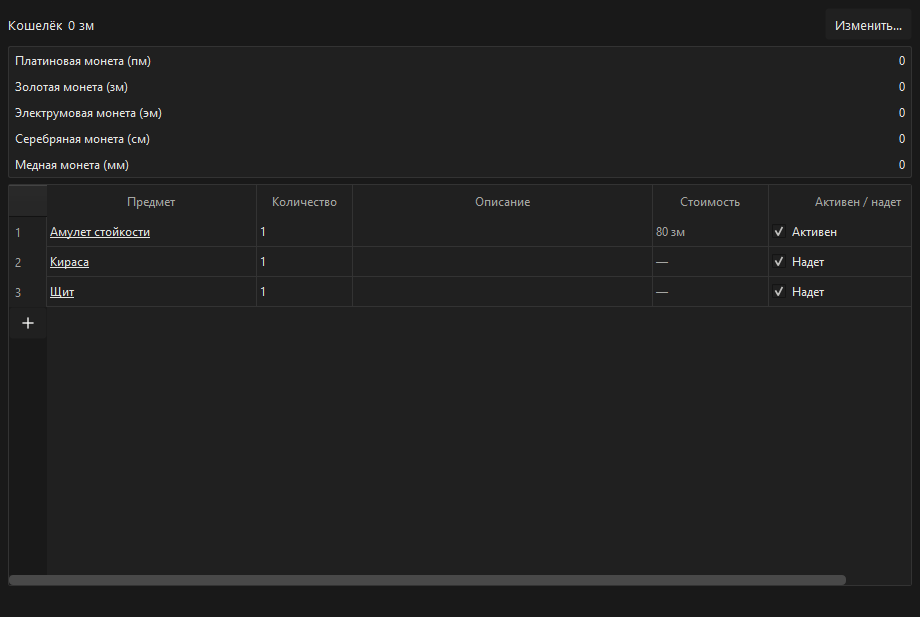 Кошелёк 0 зм
Изменить...
Платиновая монета (пм) 0
Золотая монета (зм) 0
Электрумовая монета (эм) 0
Серебряная монета (см) 0
Медная монета (мм) 0
Предмет Количество Описание Стоимость Активен / надет
1 Амулет стойкости 1 80 зм ✓ Активен
2 Кираса 1 — ✓ Надет
3 Щит 1 — ✓ Надет
+